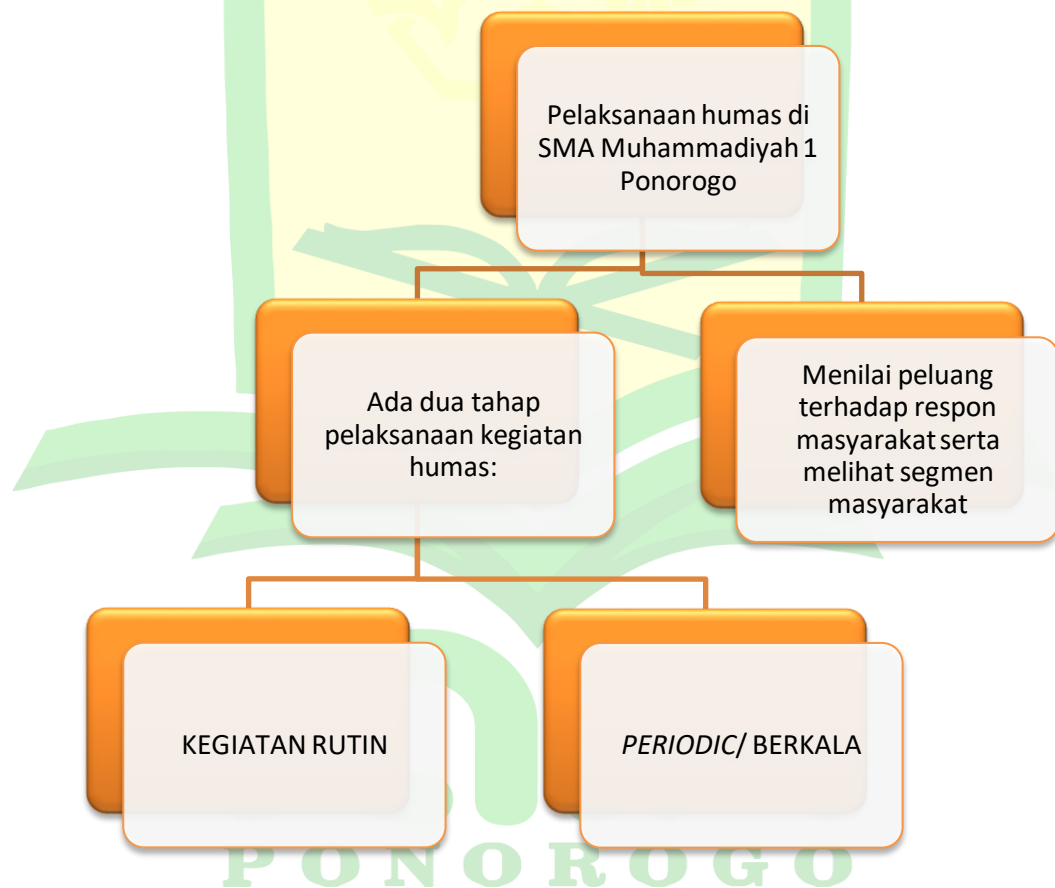 Pelaksanaan humas di
SMA Muhammadiyah 1
Ponorogo
Ada dua tahap
pelaksanaan kegiatan
humas:
Menilai peluang
terhadap respon
masyarakat serta
melihat segmen
masyarakat
KEGIATAN RUTIN
PERIODIC/ BERKALA
PONOROGO